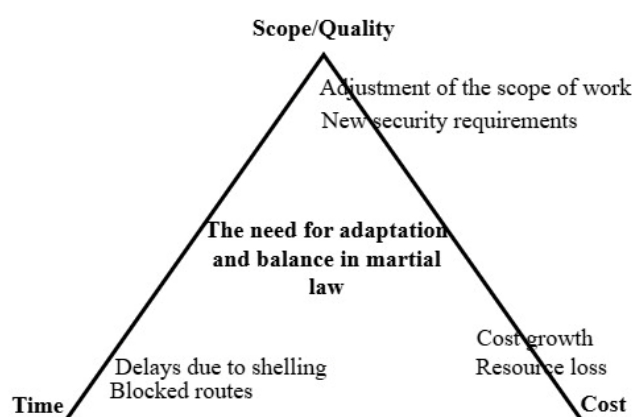 Scope/Quality
Adjustment of the scope of work
New security requirements
The need for adaptation
and balance in martial
law
Cost growth
Resource loss
Delays due to shelling
Blocked routes
Time
Cost